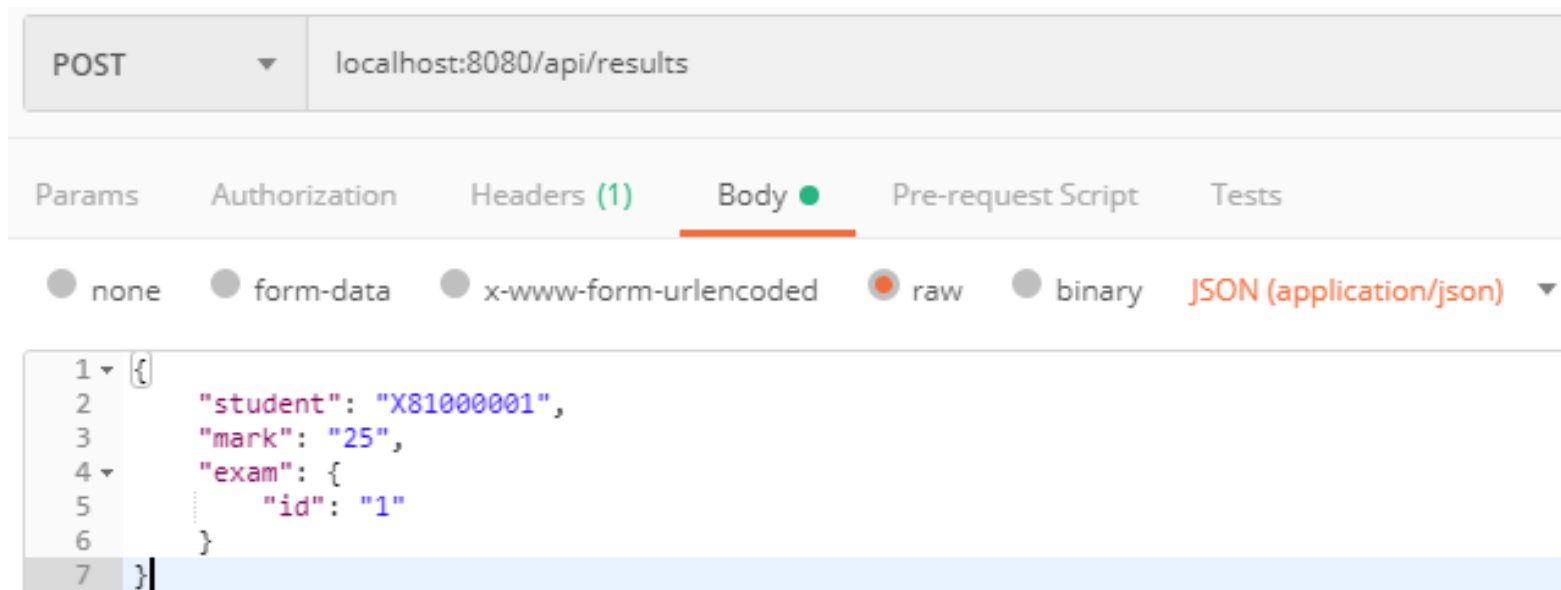 POST localhost:8080/api/results
Params Authorization Headers (1) Body Pre-request Script Tests
none form-data x-www-form-urlencoded raw binary JSON (application/json)
1 {
2 "student": "X81000001",
3 "mark": "25",
4 "exam": {
5 "id": "1"
6 }
7 }